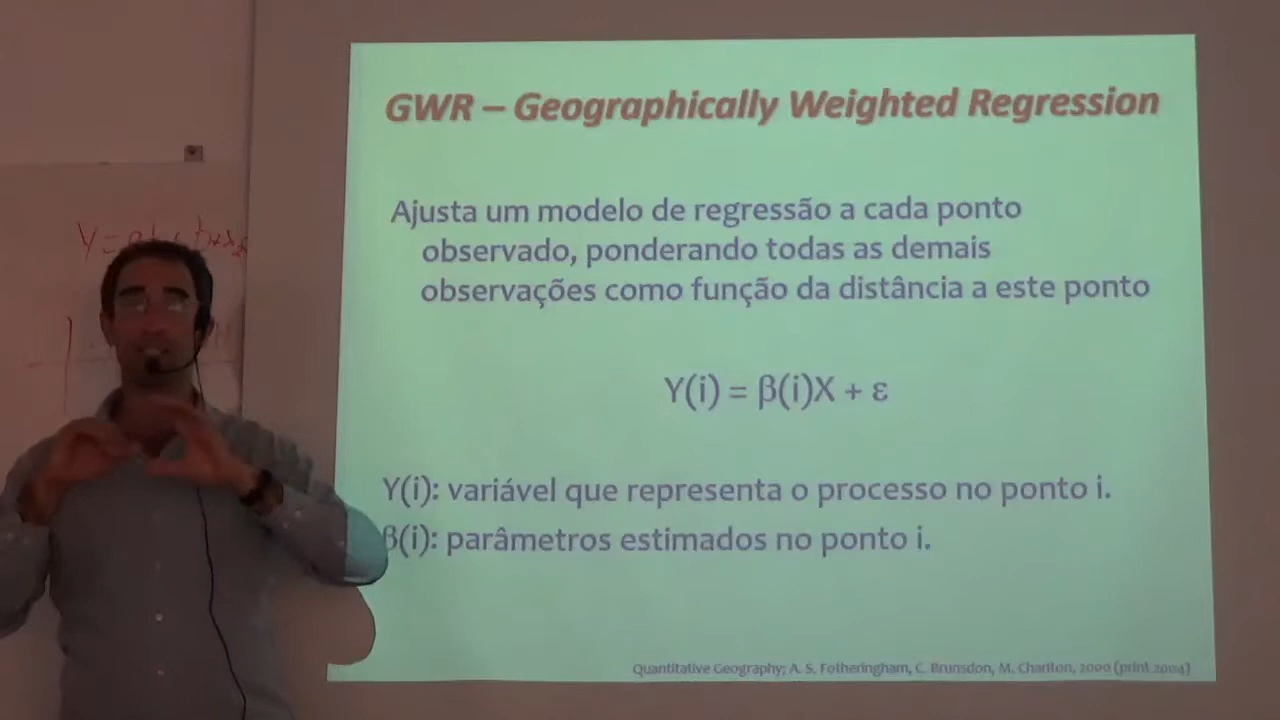 GWR – Geographically Weighted Regression
Ajusta um modelo de regressão a cada ponto
observado, ponderando todas as demais
observações como função da distância a este ponto
Y(i) = β(i)X + ε
Y(i): variável que representa o processo no ponto i.
β(i): parâmetros estimados no ponto i.
Quantitative Geography; A. S. Fotheringham, C. Brunsdon, M. Charlton, 2000 (print 2004)
Y =